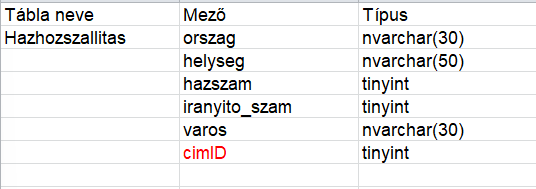 Tábla neve Mező Típus
Hazhozszallitas orszag nvarchar(30)
helyseg nvarchar(50)
hazszam tinyint
iranyito_szam tinyint
varos nvarchar(30)
cimID tinyint